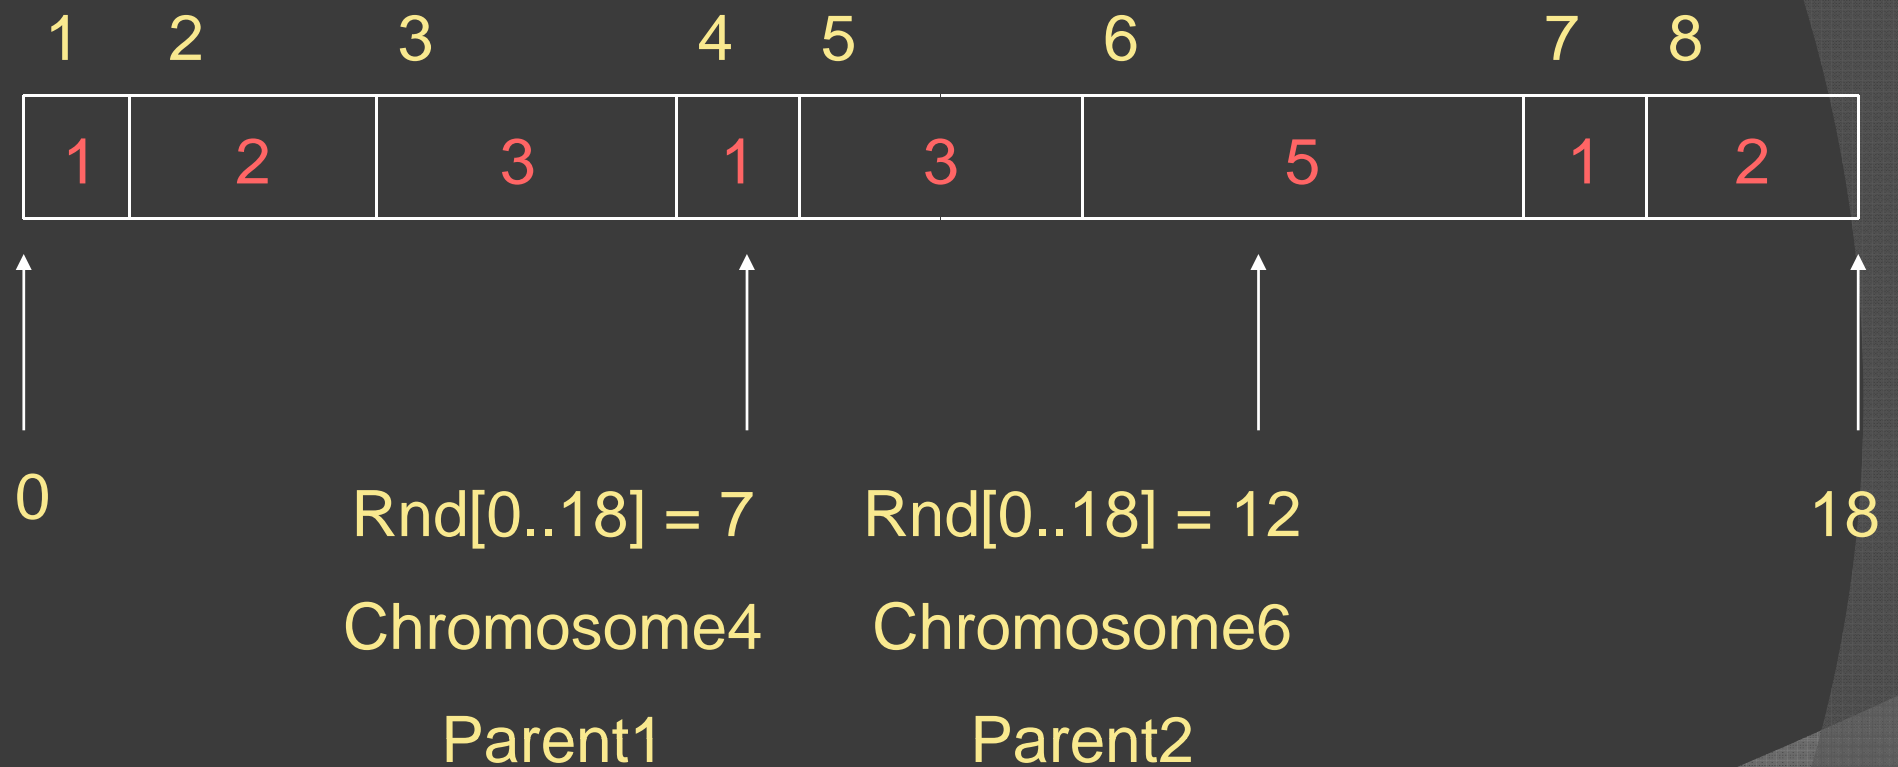 1 2 3 4 5 6 7 8
1 2 3 1 3 5 1 2
0 Rnd[0..18] = 7 Rnd[0..18] = 12 18
Chromosome4 Chromosome6
Parent1 Parent2